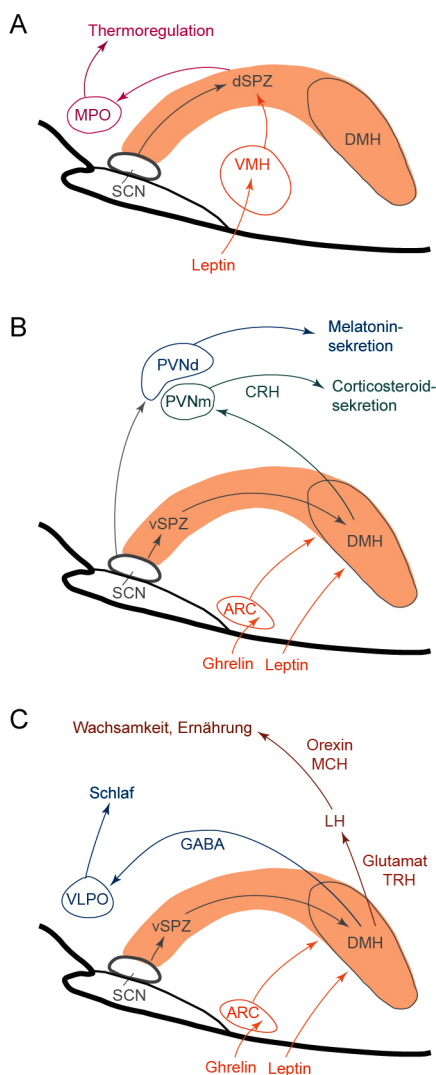 A
Thermoregulation
dSPZ
MPO
DMH
VMH
SCN
Leptin
B
Melatonin-
sekretion
PVNd
PVNm
CRH
Corticosteroid-
sekretion
vSPZ
DMH
SCN
ARC
Ghrelin
Leptin
C
Wachsamkeit, Ernährung
Orexin
MCH
Schlaf
LH
GABA
Glutamat
TRH
VLPO
vSPZ
DMH
SCN
ARC
Ghrelin
Leptin